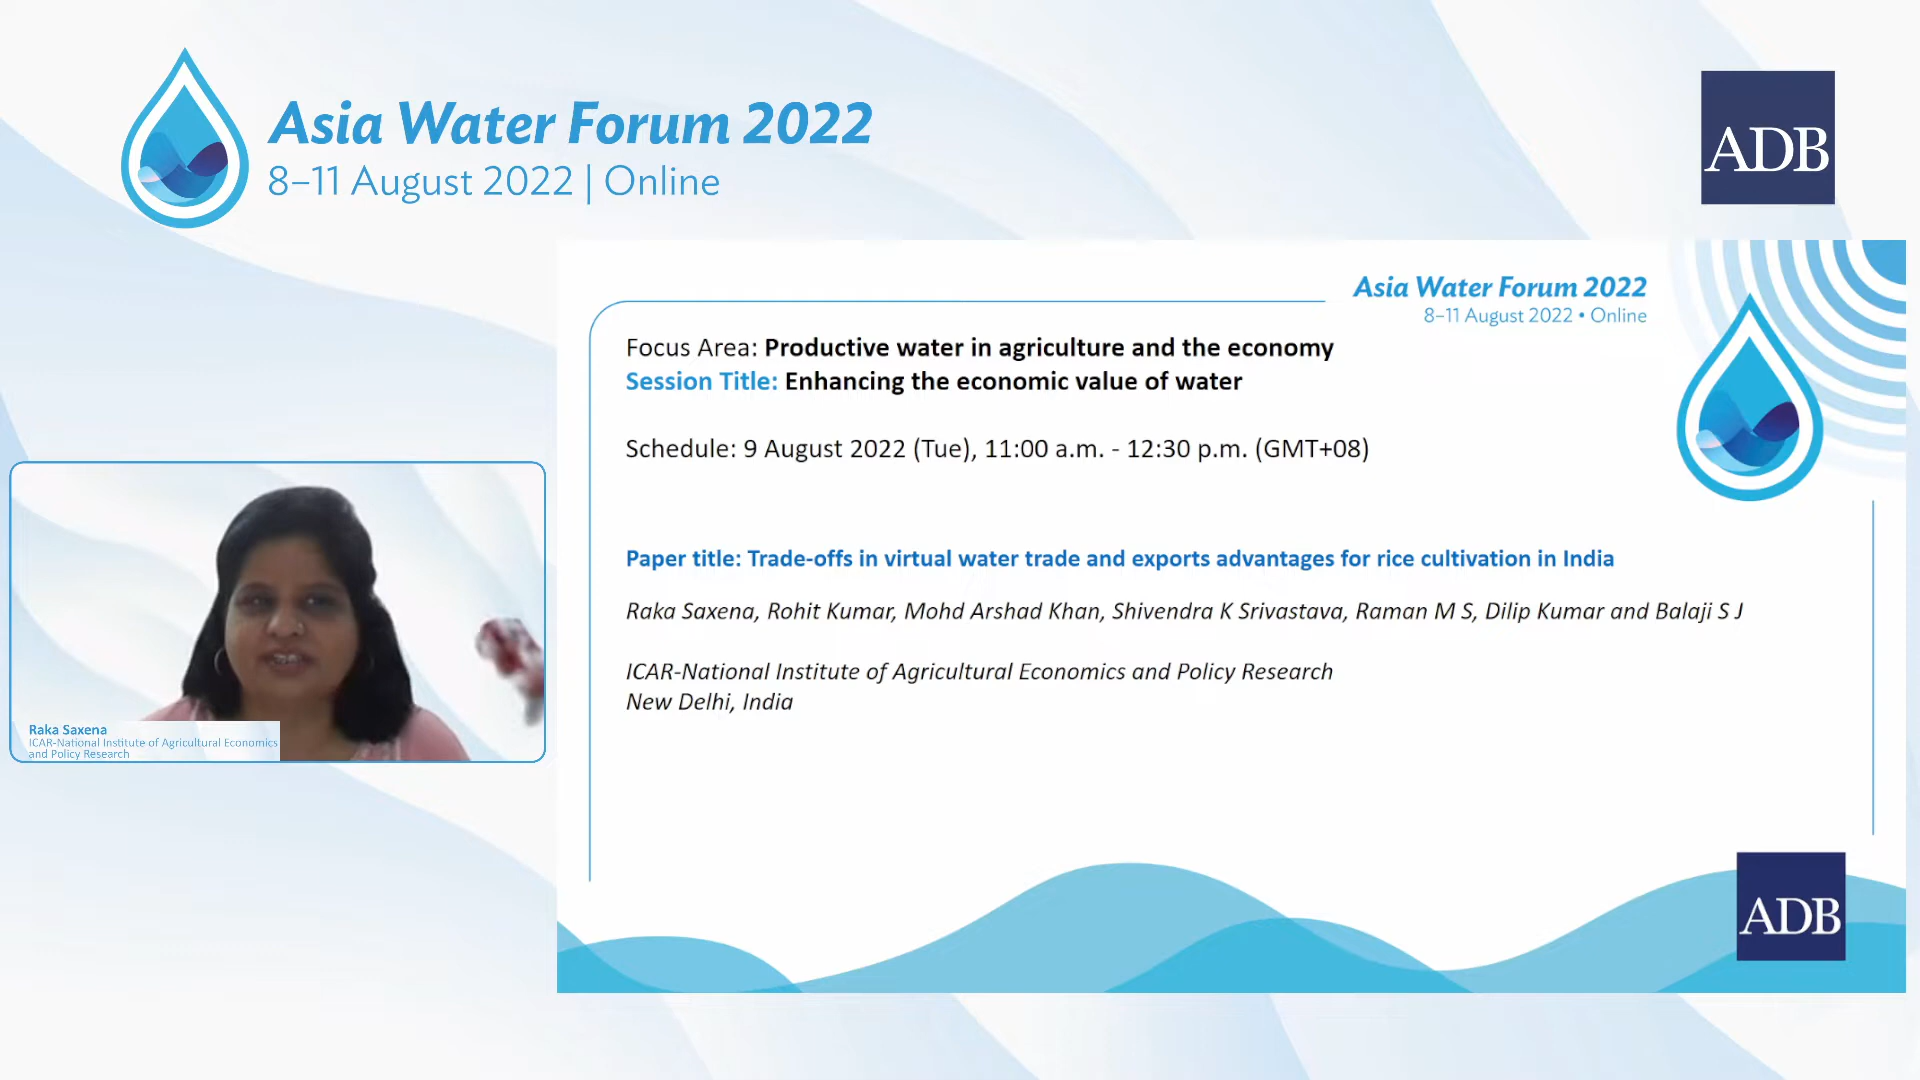 Asia Water Forum 2022
8–11 August 2022 | Online
ADB
Asia Water Forum 2022
8–11 August 2022 • Online
Focus Area: Productive water in agriculture and the economy
Session Title: Enhancing the economic value of water
Schedule: 9 August 2022 (Tue), 11:00 a.m. - 12:30 p.m. (GMT+08)
Paper title: Trade-offs in virtual water trade and exports advantages for rice cultivation in India
Raka Saxena, Rohit Kumar, Mohd Arshad Khan, Shivendra K Srivastava, Raman M S, Dilip Kumar and Balaji S J
ICAR-National Institute of Agricultural Economics and Policy Research
New Delhi, India
Raka Saxena
ICAR-National Institute of Agricultural Economics
and Policy Research
ADB